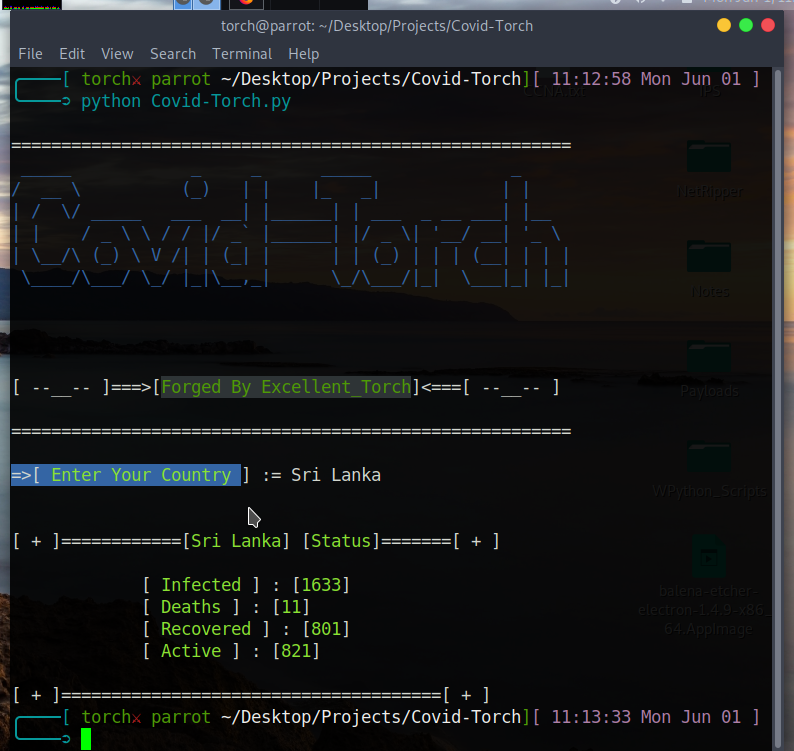 torch@parrot: ~/Desktop/Projects/Covid-Torch
File Edit View Search Terminal Help
[ torch⚔ parrot ~/Desktop/Projects/Covid-Torch][ 11:12:58 Mon Jun 01 ]
python Covid-Torch.py
=======================================================
Covid-Torch
[ --__-- ]===>[Forged By Excellent_Torch]<===[ --__-- ]
=======================================================
=>[ Enter Your Country ] := Sri Lanka
[ + ]============[Sri Lanka] [Status]=======[ + ]
[ Infected ] : [1633]
[ Deaths ] : [11]
[ Recovered ] : [801]
[ Active ] : [821]
[ + ]======================================[ + ]
[ torch⚔ parrot ~/Desktop/Projects/Covid-Torch][ 11:13:33 Mon Jun 01 ]
IPS
NetRipper
Notes
Payloads
WPython_Scripts
balena-etcher-
electron-1.4.9-x86_
64.AppImage